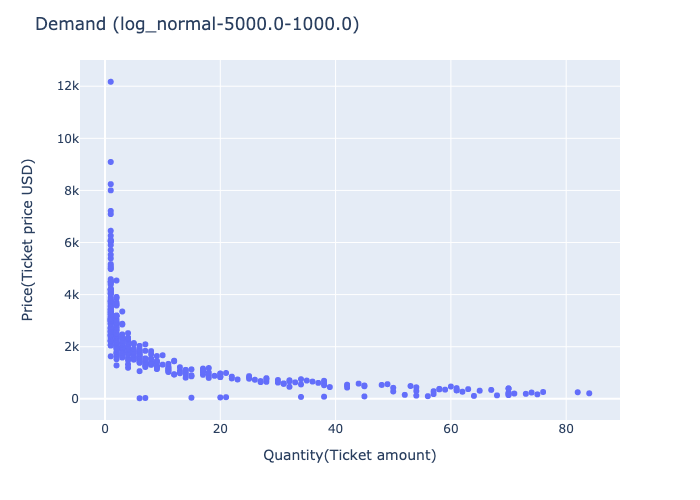 Demand (log_normal-5000.0-1000.0)
12k
10k
8k
6k
4k
2k
0
Price(Ticket price USD)
0 20 40 60 80
Quantity(Ticket amount)